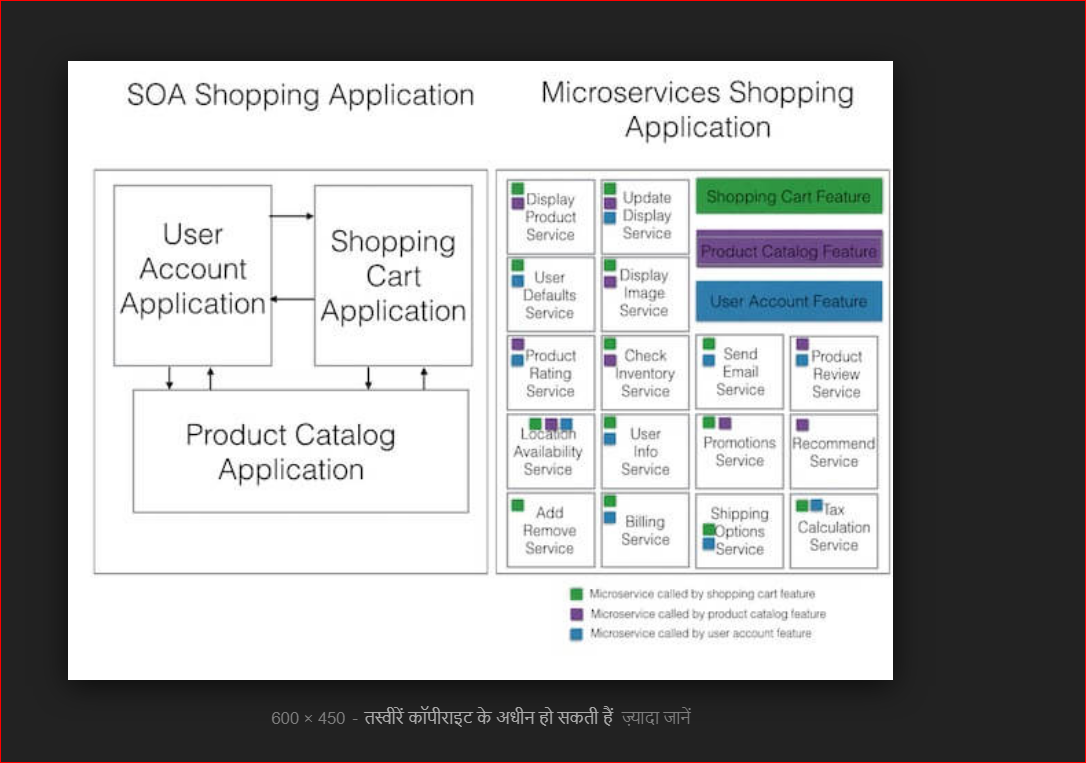 SOA Shopping Application
Microservices Shopping
Application
User
Account
Application
Shopping
Cart
Application
Product Catalog
Application
Display
Product
Service
Update
Display
Service
Shopping Cart Feature
Product Catalog Feature
User Account Feature
User
Defaults
Service
Display
Image
Service
Product
Rating
Service
Check
Inventory
Service
Send
Email
Service
Product
Review
Service
Location
Availability
Service
User
Info
Service
Promotions
Service
Recommend
Service
Add
Remove
Service
Billing
Service
Shipping
Options
Service
Tax
Calculation
Service
Microservice called by shopping cart feature
Microservice called by product catalog feature
Microservice called by user account feature
600 × 450 - तस्वीरें कॉपीराइट के अधीन हो सकती हैं ज़्यादा जानें